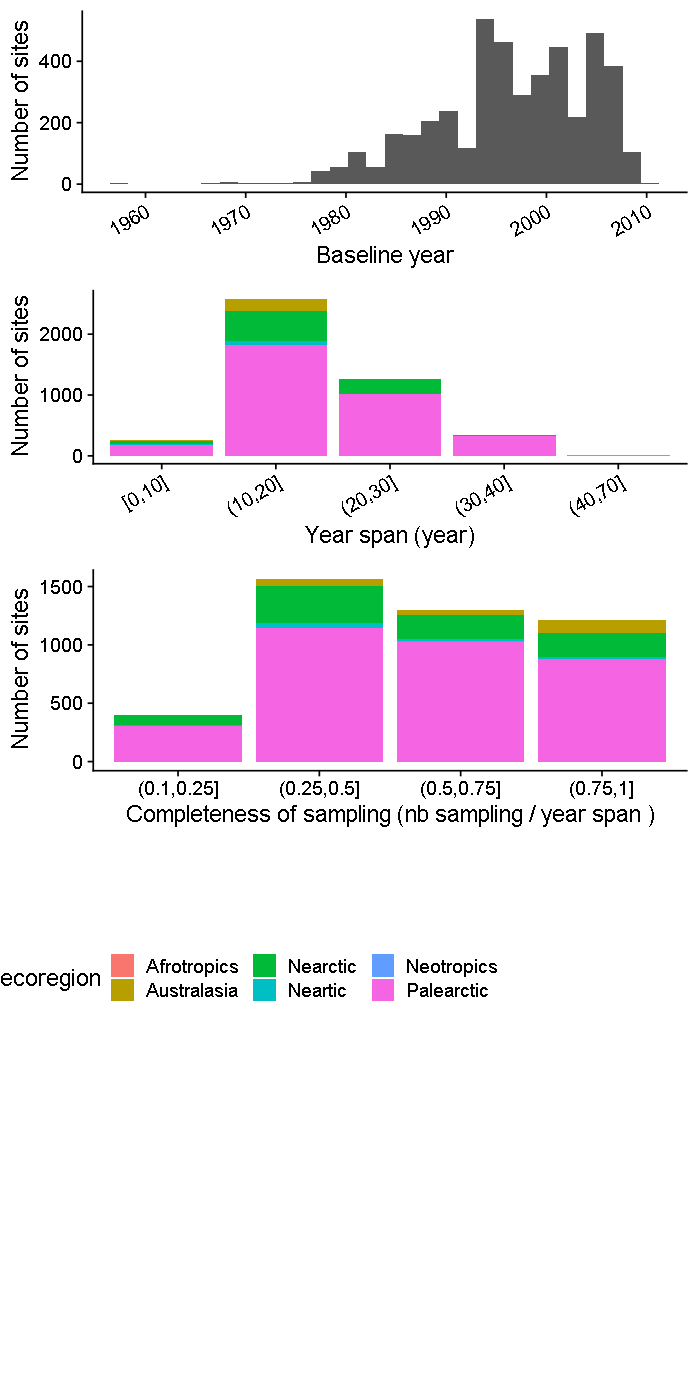 Number of sites
400
200
0
1960
1970
1980
1990
2000
2010
Baseline year
Number of sites
2000
1000
0
[0,10]
(10,20]
(20,30]
(30,40]
(40,70]
Year span (year)
Number of sites
1500
1000
500
0
(0.1,0.25]
(0.25,0.5]
(0.5,0.75]
(0.75,1]
Completeness of sampling (nb sampling / year span )
ecoregion
Afrotropics
Nearctic
Neotropics
Australasia
Neartic
Palearctic